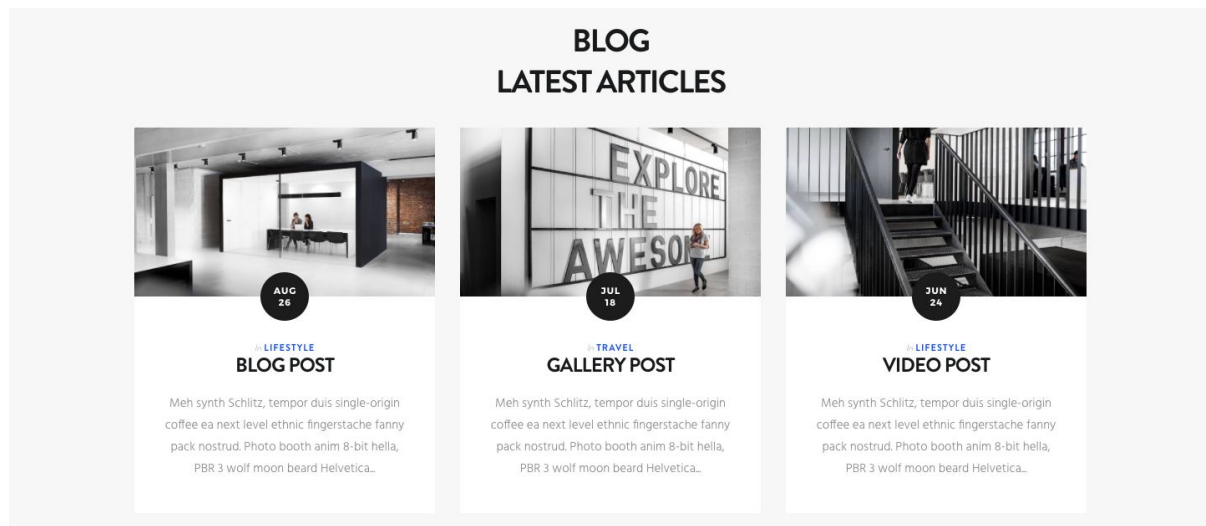 BLOG
LATEST ARTICLES
EXPLORE
THE
AWESOM
AUG
26
In LIFESTYLE
BLOG POST
Meh synth Schlitz, tempor duis single-origin
coffee ea next level ethnic fingerstache fanny
pack nostrud. Photo booth anim 8-bit hella,
PBR 3 wolf moon beard Helvetica...
JUL
18
In TRAVEL
GALLERY POST
Meh synth Schlitz, tempor duis single-origin
coffee ea next level ethnic fingerstache fanny
pack nostrud. Photo booth anim 8-bit hella,
PBR 3 wolf moon beard Helvetica...
JUN
24
In LIFESTYLE
VIDEO POST
Meh synth Schlitz, tempor duis single-origin
coffee ea next level ethnic fingerstache fanny
pack nostrud. Photo booth anim 8-bit hella,
PBR 3 wolf moon beard Helvetica...